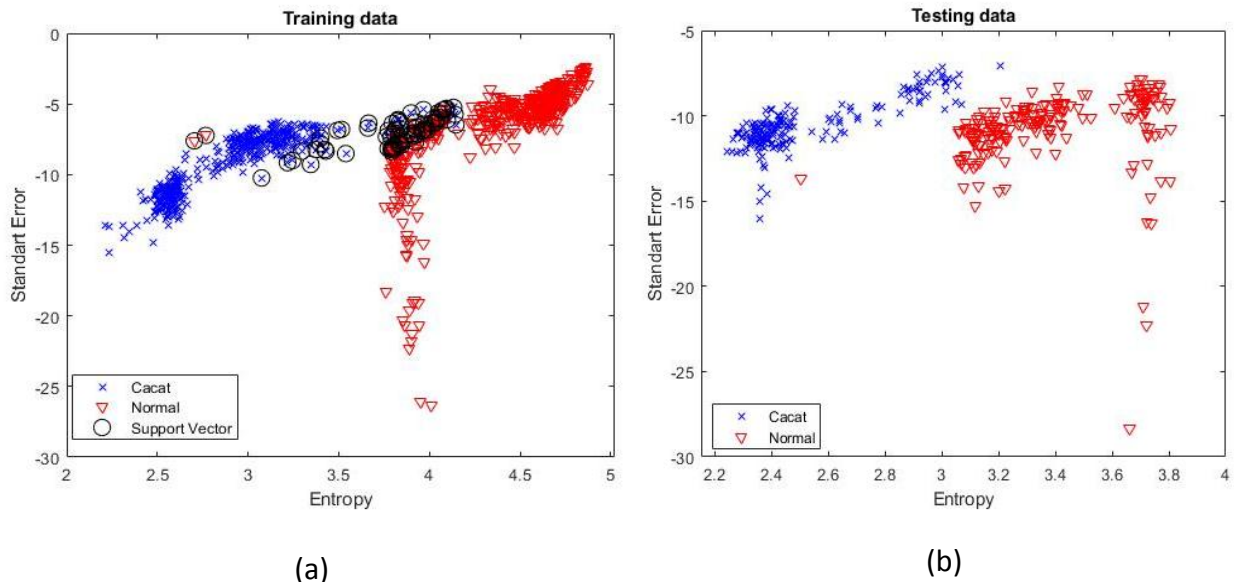 Training data
0
-5
-10
-15
-20
-25
-30
Standart Error
2
2.5
3
3.5
4
4.5
5
Entropy
Cacat
Normal
Support Vector
(a)
Testing data
-5
-10
-15
-20
-25
-30
Standart Error
2.2
2.4
2.6
2.8
3
3.2
3.4
3.6
3.8
4
Entropy
Cacat
Normal
(b)